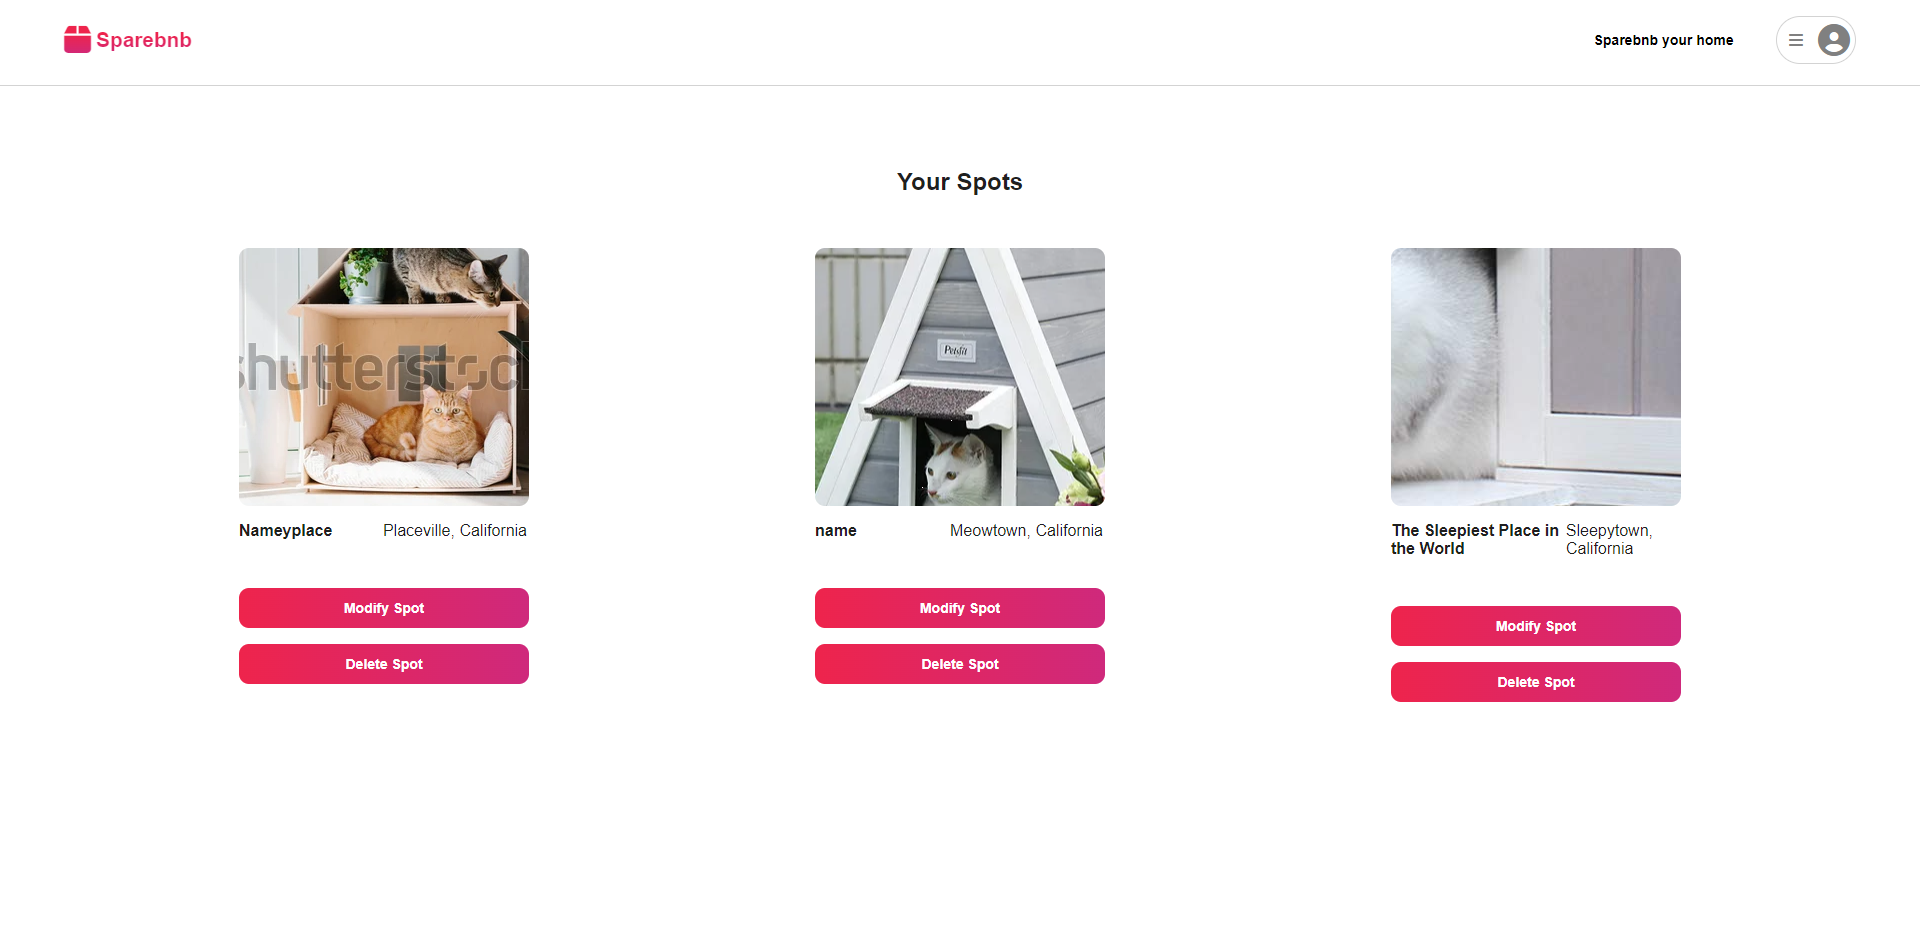 Sparebnb
Sparebnb your home
Your Spots
shutterstoc
Petsfit
Nameyplace
Placeville, California
name
Meowtown, California
The Sleepiest Place in
the World
Sleepytown,
California
Modify Spot
Modify Spot
Modify Spot
Delete Spot
Delete Spot
Delete Spot